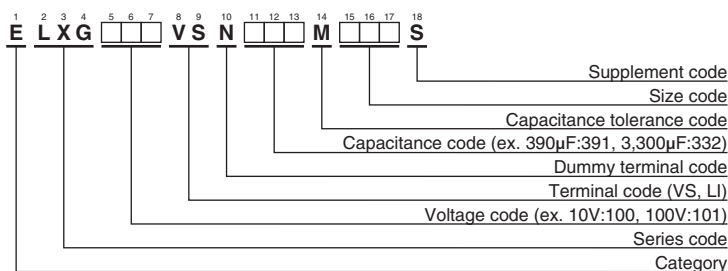 1 2 3 4 5 6 7 8 9 10 11 12 13 14 15 16 17 18
E L X G □□□ V S N □□□ M □□□ S
Supplement code
Size code
Capacitance tolerance code
Capacitance code (ex. 390μF:391, 3,300μF:332)
Dummy terminal code
Terminal code (VS, LI)
Voltage code (ex. 10V:100, 100V:101)
Series code
Category